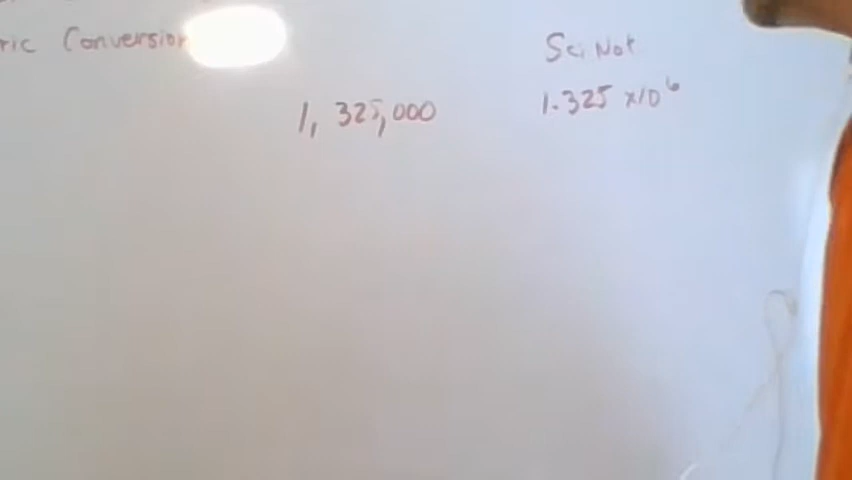 ric Conversion
Sci Not
1, 325,000
1.325 x10⁶